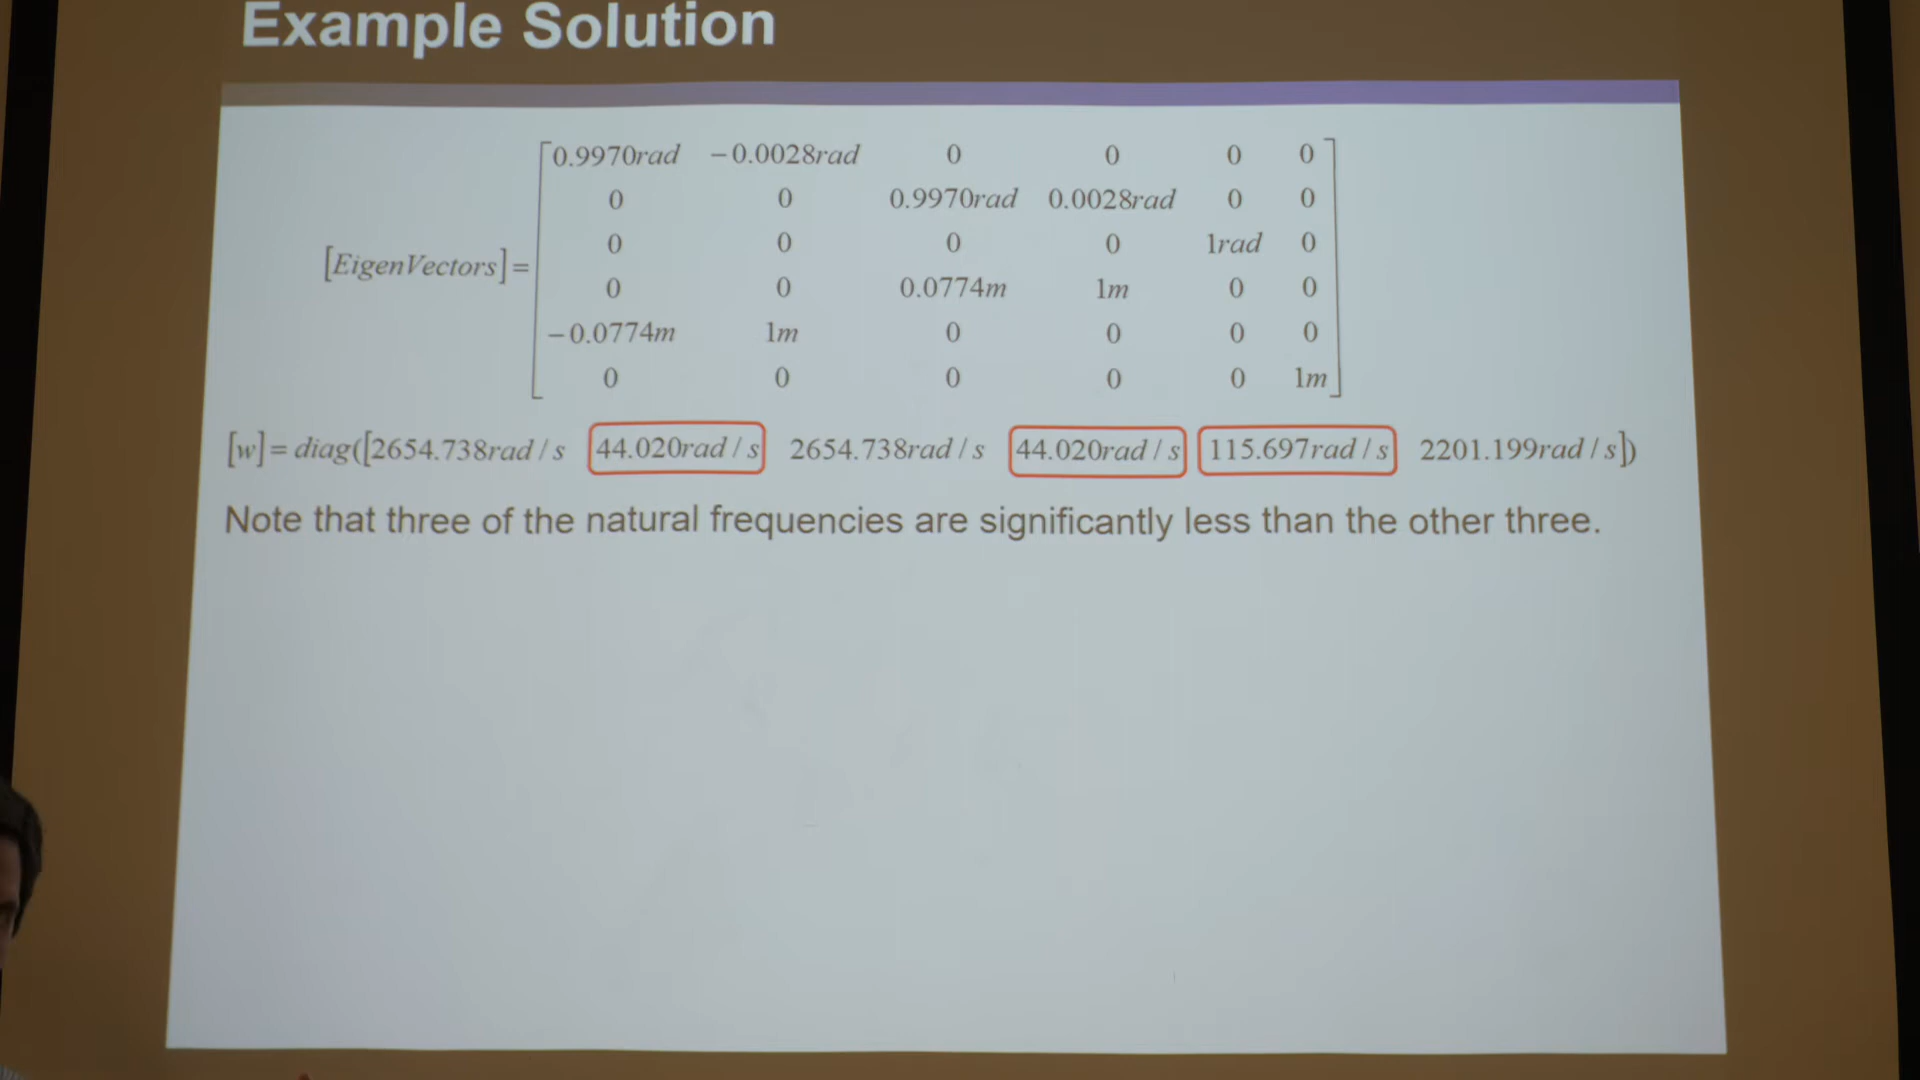 Example Solution
0.9970rad −0.0028rad 0 0 0 0
0 0 0.9970rad 0.0028rad 0 0
0 0 0 0 1rad 0
[EigenVectors]=
0 0 0.0774m 1m 0 0
−0.0774m 1m 0 0 0 0
0 0 0 0 0 1m
[w]= diag([2654.738rad / s 44.020rad / s 2654.738rad / s 44.020rad / s 115.697rad / s 2201.199rad / s])
Note that three of the natural frequencies are significantly less than the other three.